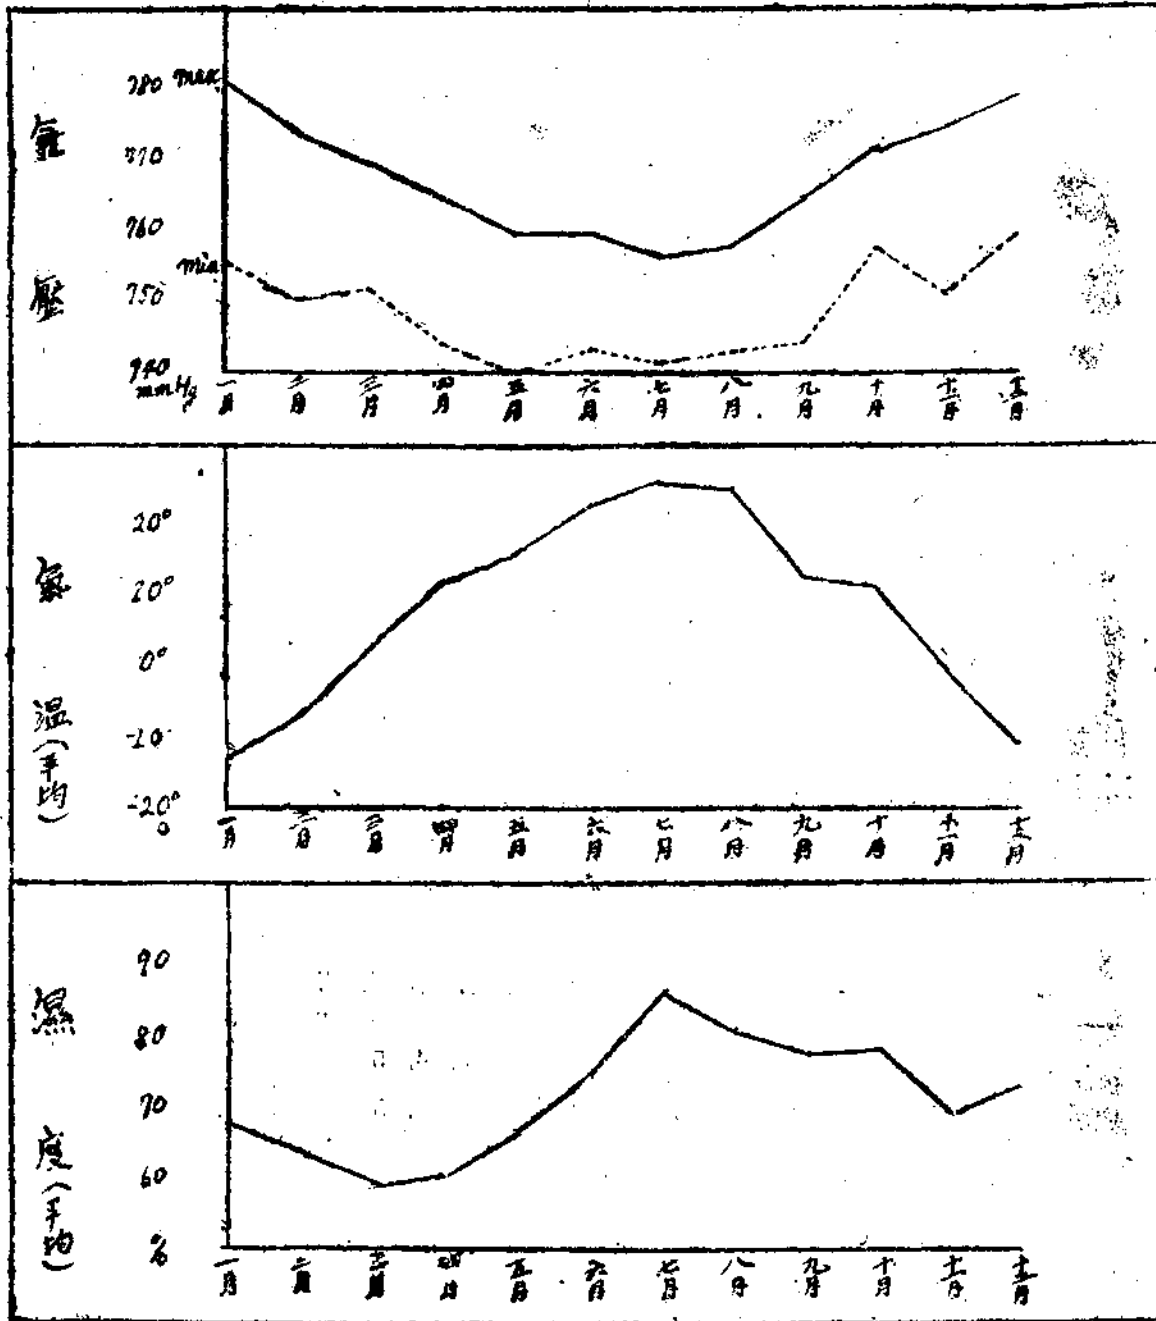 氣壓
780 max
770
760
min
750
940
mmHg
一月 二月 三月 四月 五月 六月 七月 八月 九月 十月 十一月 十二月
氣溫(平均)
20°
10°
0°
-10
-20°
一月 二月 三月 四月 五月 六月 七月 八月 九月 十月 十一月 十二月
濕度(平均)
90
80
70
60
%
一月 二月 三月 四月 五月 六月 七月 八月 九月 十月 十一月 十二月